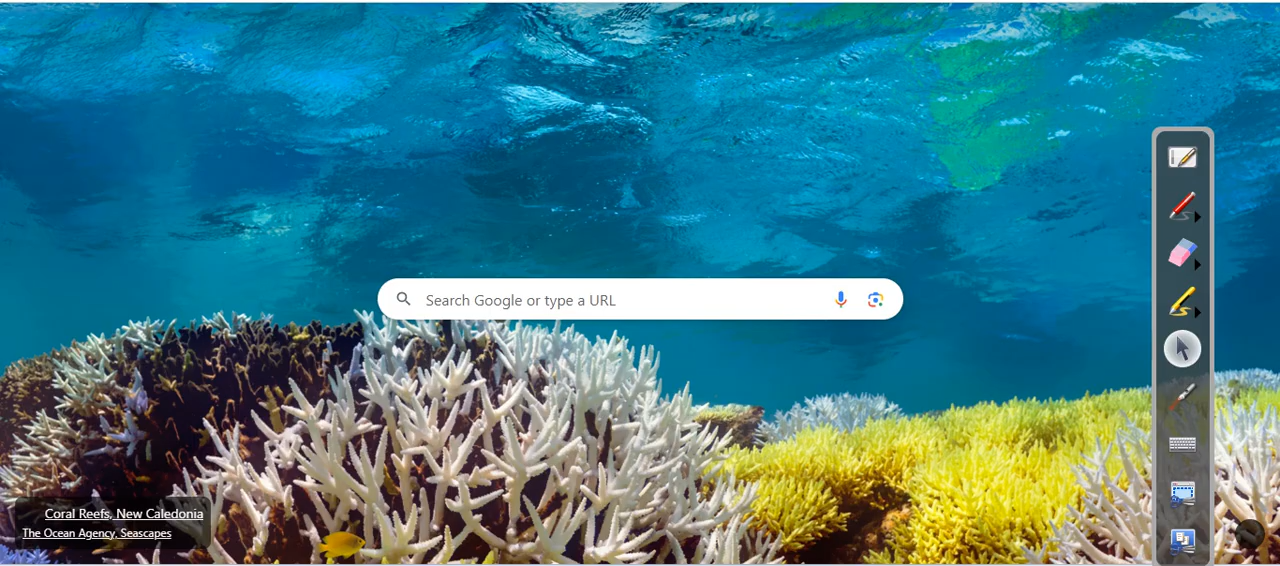 Search Google or type a URL
Coral Reefs, New Caledonia
The Ocean Agency, Seascapes